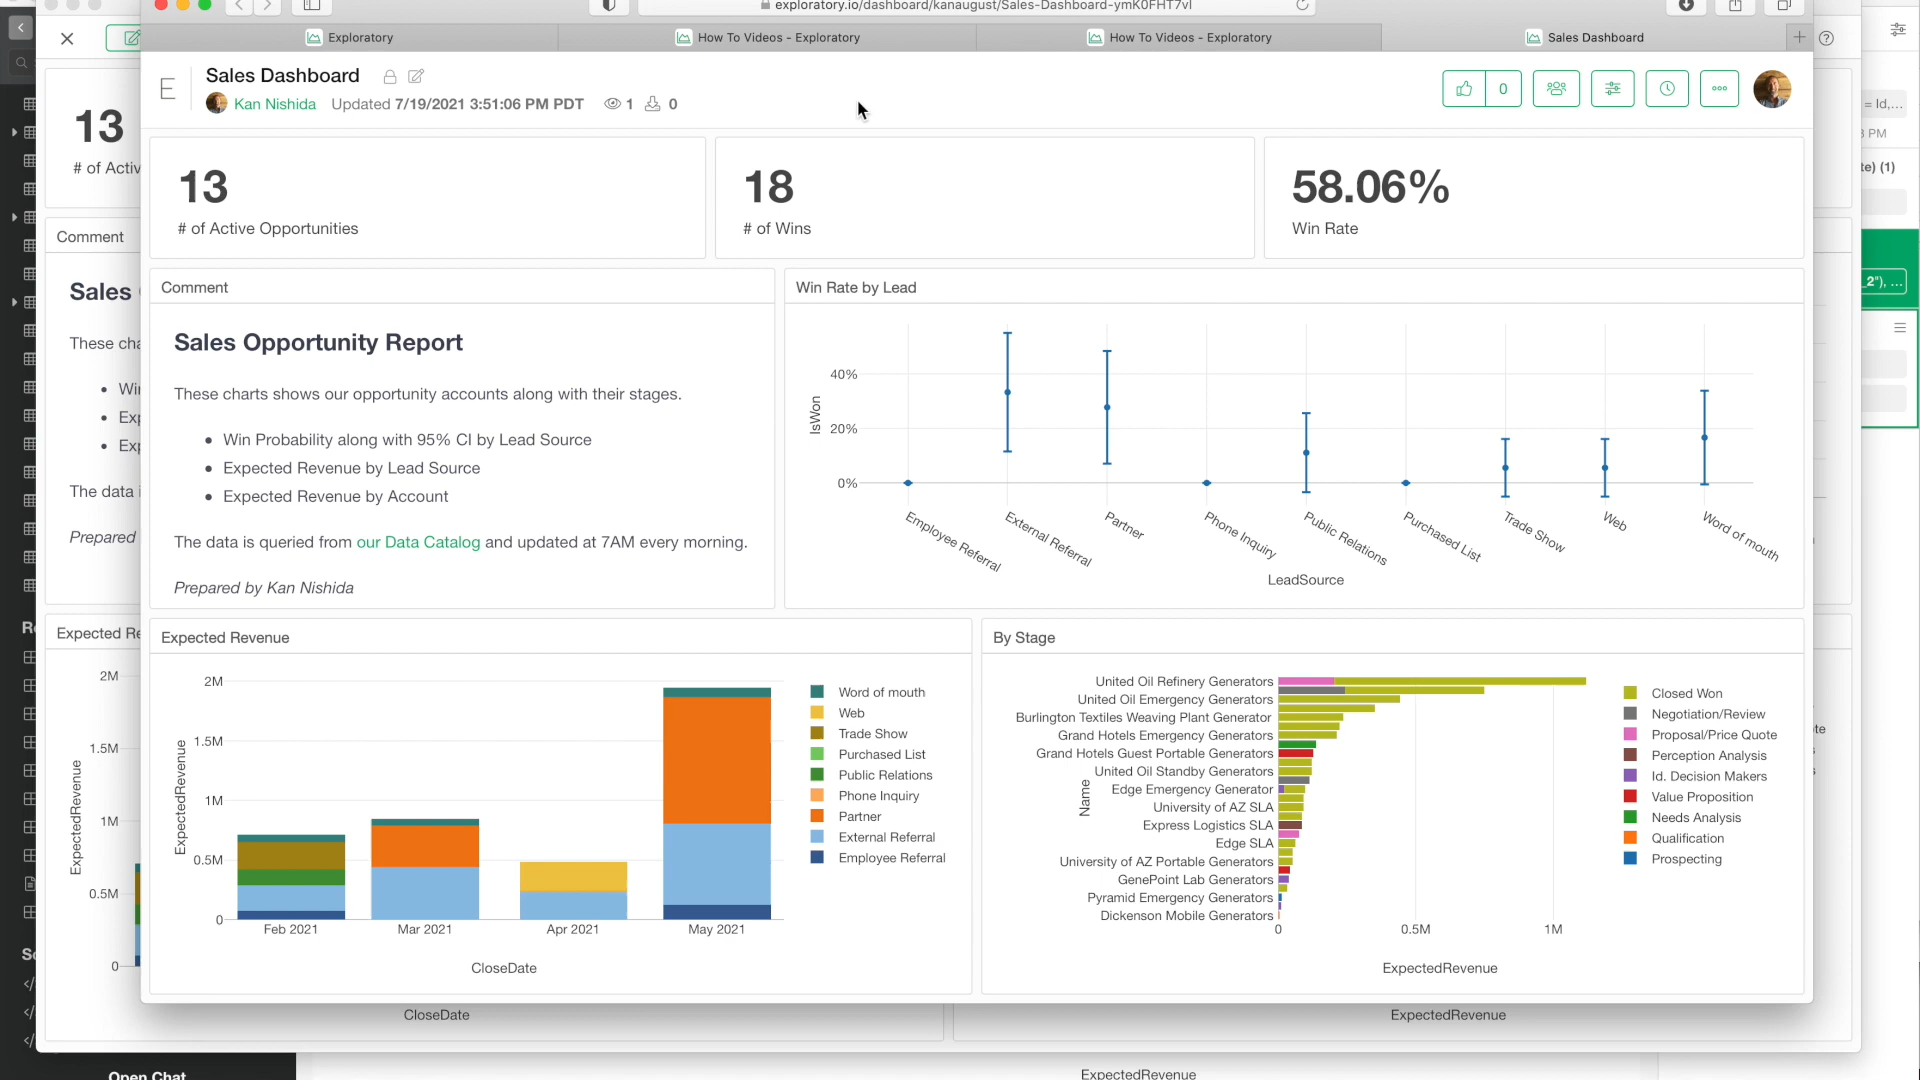 exploratory.io/dashboard/kanaugust/Sales-Dashboard-ymK0FHT7vl
Exploratory
How To Videos - Exploratory
How To Videos - Exploratory
Sales Dashboard
E
Sales Dashboard
Kan Nishida Updated 7/19/2021 3:51:06 PM PDT 1 0
0
13
# of Active Opportunities
18
# of Wins
58.06%
Win Rate
Comment
Sales Opportunity Report
These charts shows our opportunity accounts along with their stages.
• Win Probability along with 95% CI by Lead Source
• Expected Revenue by Lead Source
• Expected Revenue by Account
The data is queried from our Data Catalog and updated at 7AM every morning.
Prepared by Kan Nishida
Win Rate by Lead
40%
20%
0%
IsWon
Employee Referral
External Referral
Partner
Phone Inquiry
Public Relations
Purchased List
Trade Show
Web
Word of mouth
LeadSource
Expected Revenue
2M
1.5M
1M
0.5M
0
ExpectedRevenue
Feb 2021
Mar 2021
Apr 2021
May 2021
CloseDate
Word of mouth
Web
Trade Show
Purchased List
Public Relations
Phone Inquiry
Partner
External Referral
Employee Referral
By Stage
United Oil Refinery Generators
United Oil Emergency Generators
Burlington Textiles Weaving Plant Generator
Grand Hotels Emergency Generators
Grand Hotels Guest Portable Generators
United Oil Standby Generators
Edge Emergency Generator
University of AZ SLA
Express Logistics SLA
Edge SLA
University of AZ Portable Generators
GenePoint Lab Generators
Pyramid Emergency Generators
Dickenson Mobile Generators
Name
0
0.5M
1M
ExpectedRevenue
Closed Won
Negotiation/Review
Proposal/Price Quote
Perception Analysis
Id. Decision Makers
Value Proposition
Needs Analysis
Qualification
Prospecting
13
# of Activ
Comment
Sales
These cha
• Wi
• Exp
• Exp
The data i
Prepared
Expected Re
2M
1.5M
1M
0.5M
0
ExpectedRevenue
CloseDate
ExpectedRevenue
ExpectedRevenue
Open Chat
= Id,...
PM
te) (1)
_2"), ...